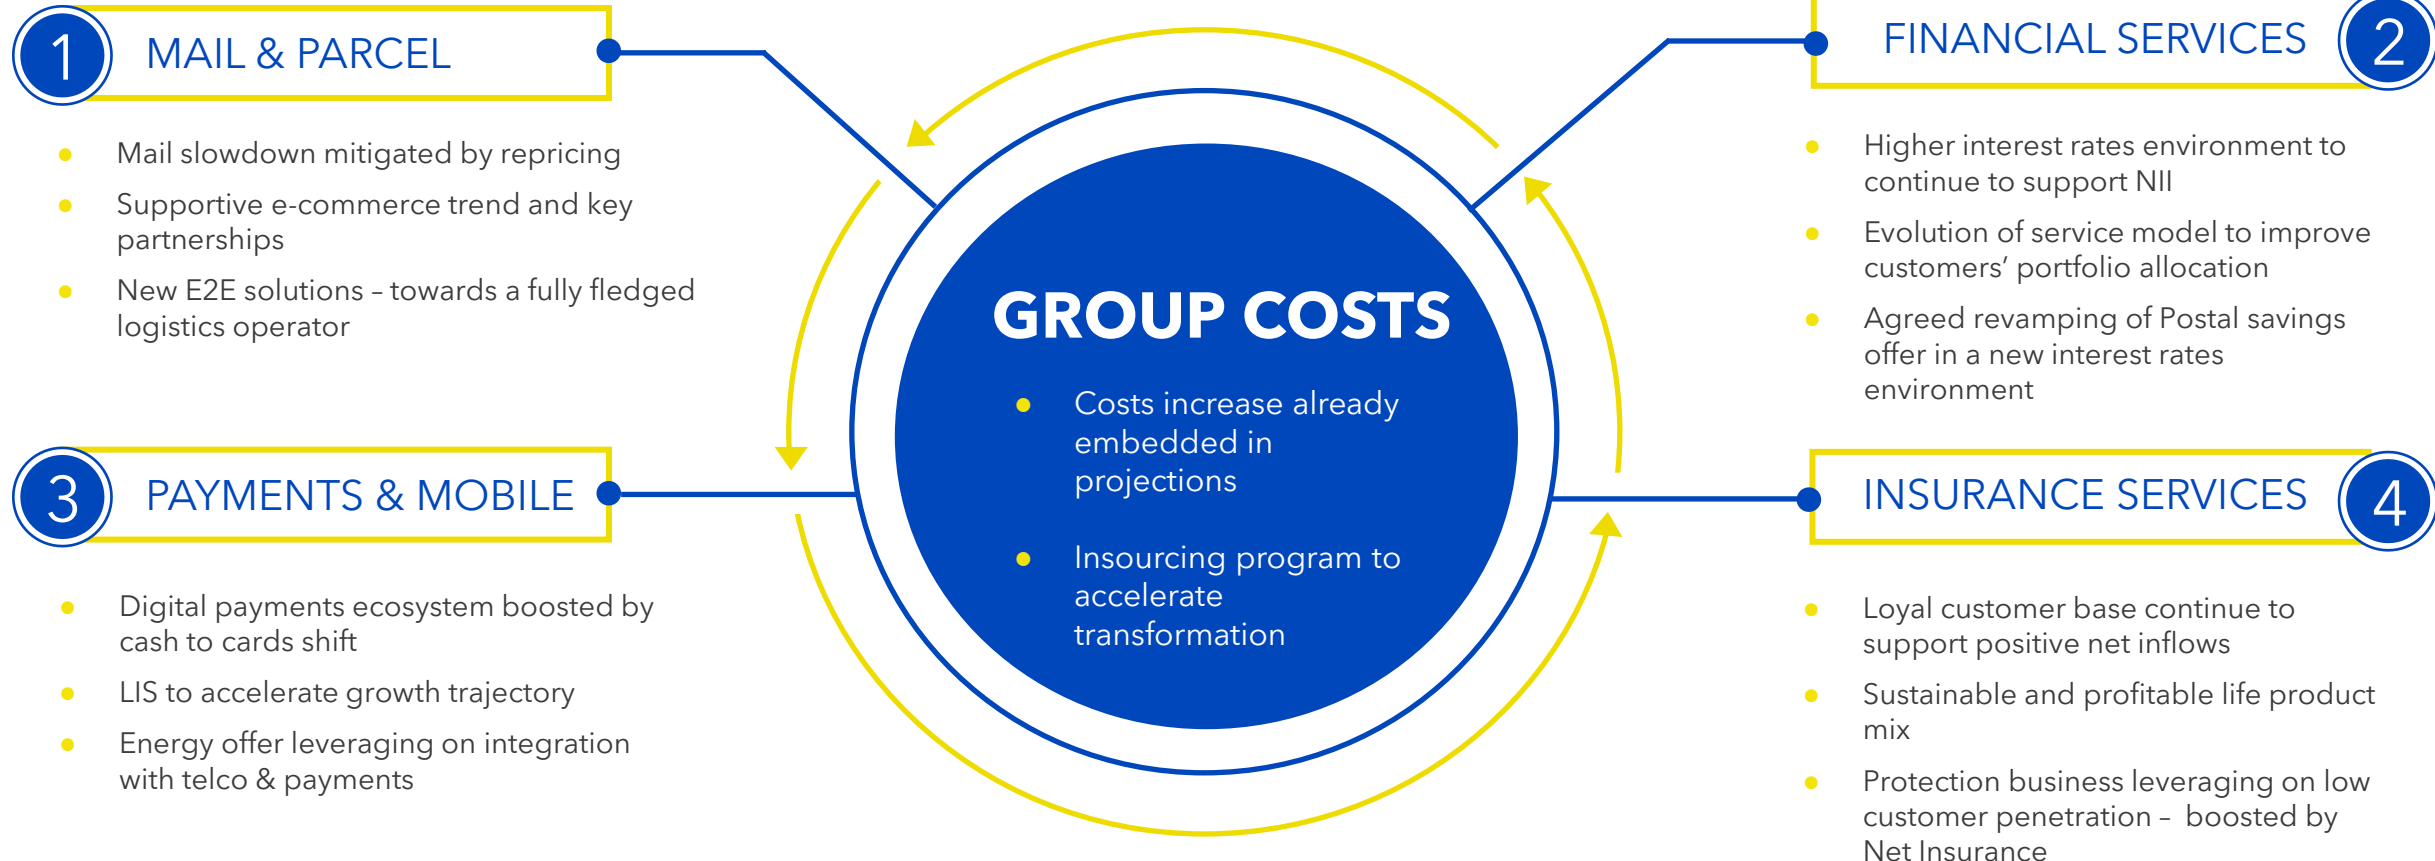 1
MAIL & PARCEL
● Mail slowdown mitigated by repricing
● Supportive e-commerce trend and key
partnerships
● New E2E solutions – towards a fully fledged
logistics operator
FINANCIAL SERVICES
2
● Higher interest rates environment to
continue to support NII
● Evolution of service model to improve
customers’ portfolio allocation
● Agreed revamping of Postal savings
offer in a new interest rates
environment
GROUP COSTS
● Costs increase already
embedded in
projections
● Insourcing program to
accelerate
transformation
3
PAYMENTS & MOBILE
● Digital payments ecosystem boosted by
cash to cards shift
● LIS to accelerate growth trajectory
● Energy offer leveraging on integration
with telco & payments
INSURANCE SERVICES
4
● Loyal customer base continue to
support positive net inflows
● Sustainable and profitable life product
mix
● Protection business leveraging on low
customer penetration – boosted by
Net Insurance